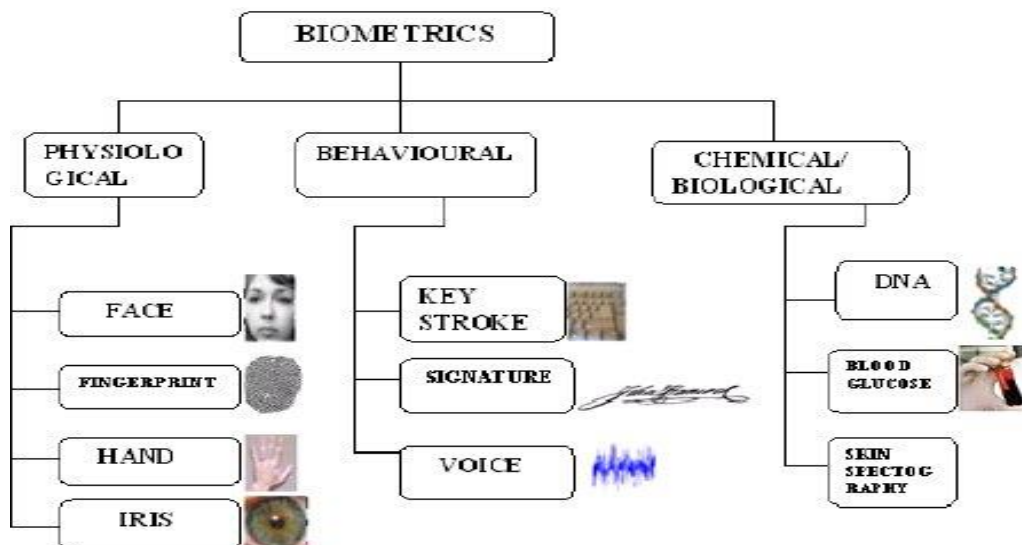 BIOMETRICS
PHYSIOLO
GICAL
BEHAVIOURAL
CHEMICAL/
BIOLOGICAL
FACE
FINGERPRINT
HAND
IRIS
KEY
STROKE
SIGNATURE
VOICE
DNA
BLOOD
GLUCOSE
SKIN
SPECTOG
RAPHY